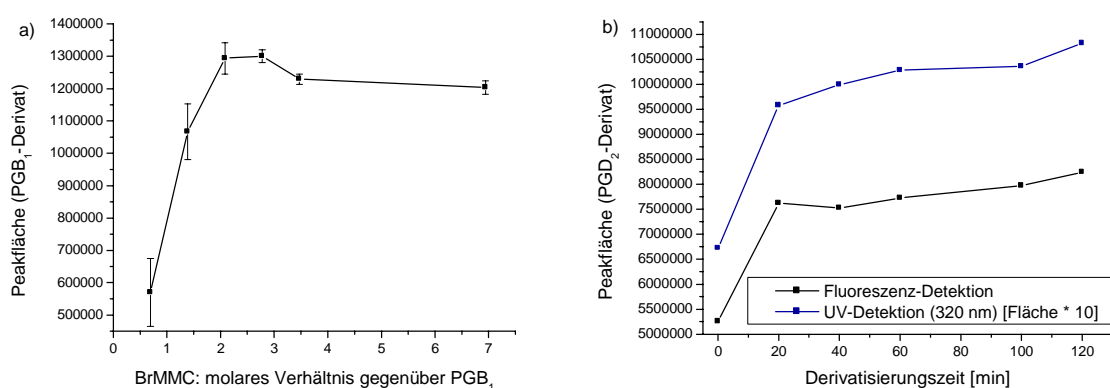 a)
1400000
1300000
1200000
1100000
1000000
900000
800000
700000
600000
500000
Peakfläche (PGB₁-Derivat)
0 1 2 3 4 5 6 7
BrMMC: molares Verhältnis gegenüber PGB₁
b)
11000000
10500000
10000000
9500000
9000000
8500000
8000000
7500000
7000000
6500000
6000000
5500000
5000000
Peakfläche (PGD₂-Derivat)
Fluoreszenz-Detektion
UV-Detektion (320 nm) [Fläche * 10]
0 20 40 60 80 100 120
Derivatisierungszeit [min]